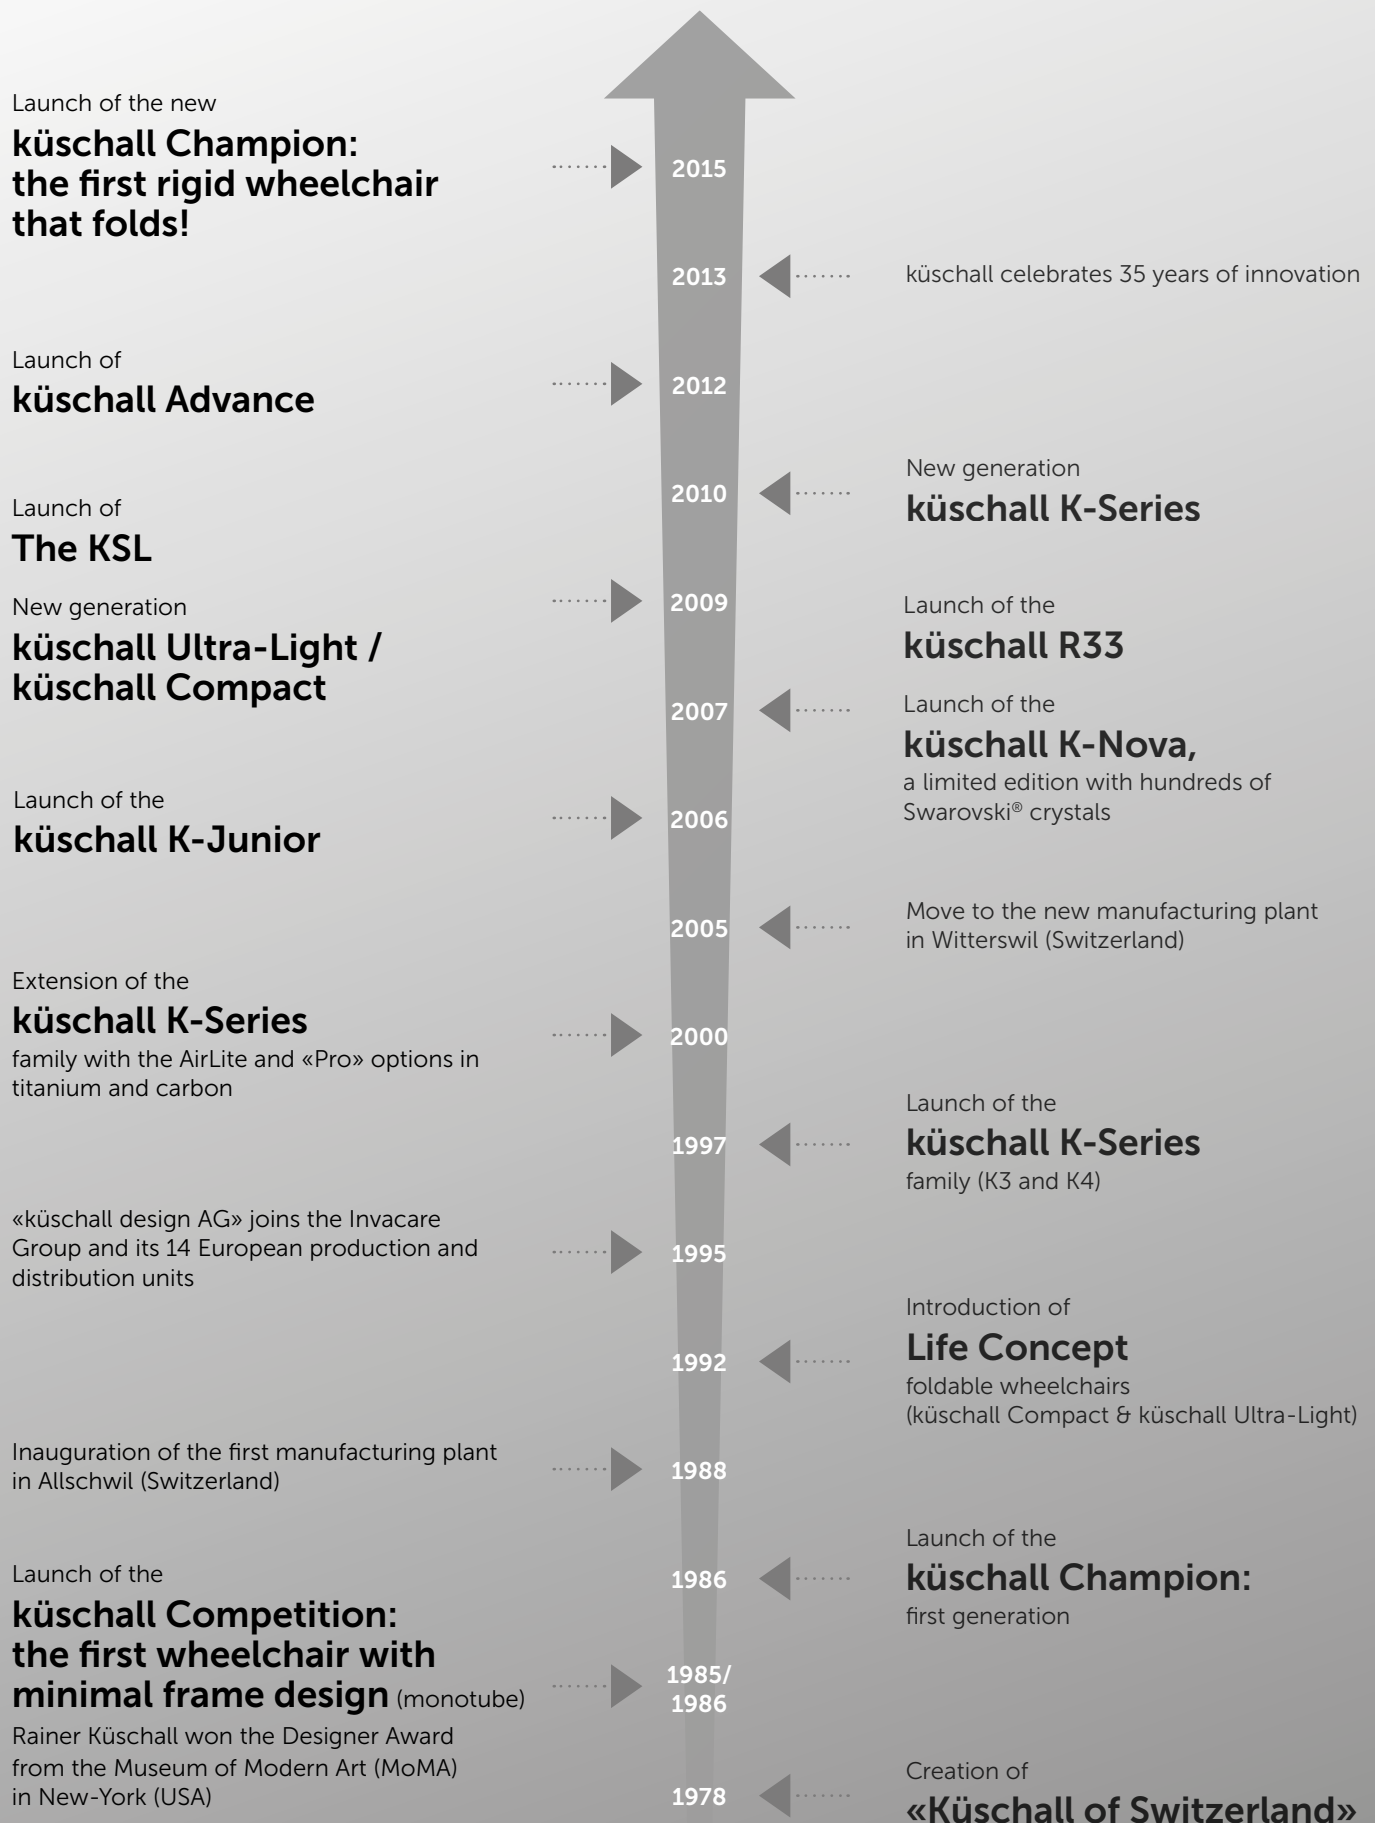 Launch of the new
küschall Champion:
the first rigid wheelchair
that folds!
2015
2013
küschall celebrates 35 years of innovation
Launch of
küschall Advance
2012
2010
New generation
küschall K-Series
Launch of
The KSL
New generation
küschall Ultra-Light /
küschall Compact
2009
Launch of the
küschall R33
Launch of the
küschall K-Nova,
a limited edition with hundreds of
Swarovski® crystals
2007
Launch of the
küschall K-Junior
2006
2005
Move to the new manufacturing plant
in Witterswil (Switzerland)
Extension of the
küschall K-Series
family with the AirLite and «Pro» options in
titanium and carbon
2000
1997
Launch of the
küschall K-Series
family (K3 and K4)
«küschall design AG» joins the Invacare
Group and its 14 European production and
distribution units
1995
1992
Introduction of
Life Concept
foldable wheelchairs
(küschall Compact & küschall Ultra-Light)
Inauguration of the first manufacturing plant
in Allschwil (Switzerland)
1988
1986
Launch of the
küschall Champion:
first generation
Launch of the
küschall Competition:
the first wheelchair with
minimal frame design (monotube)
Rainer Küschall won the Designer Award
from the Museum of Modern Art (MoMA)
in New-York (USA)
1985/
1986
1978
Creation of
«Küschall of Switzerland»